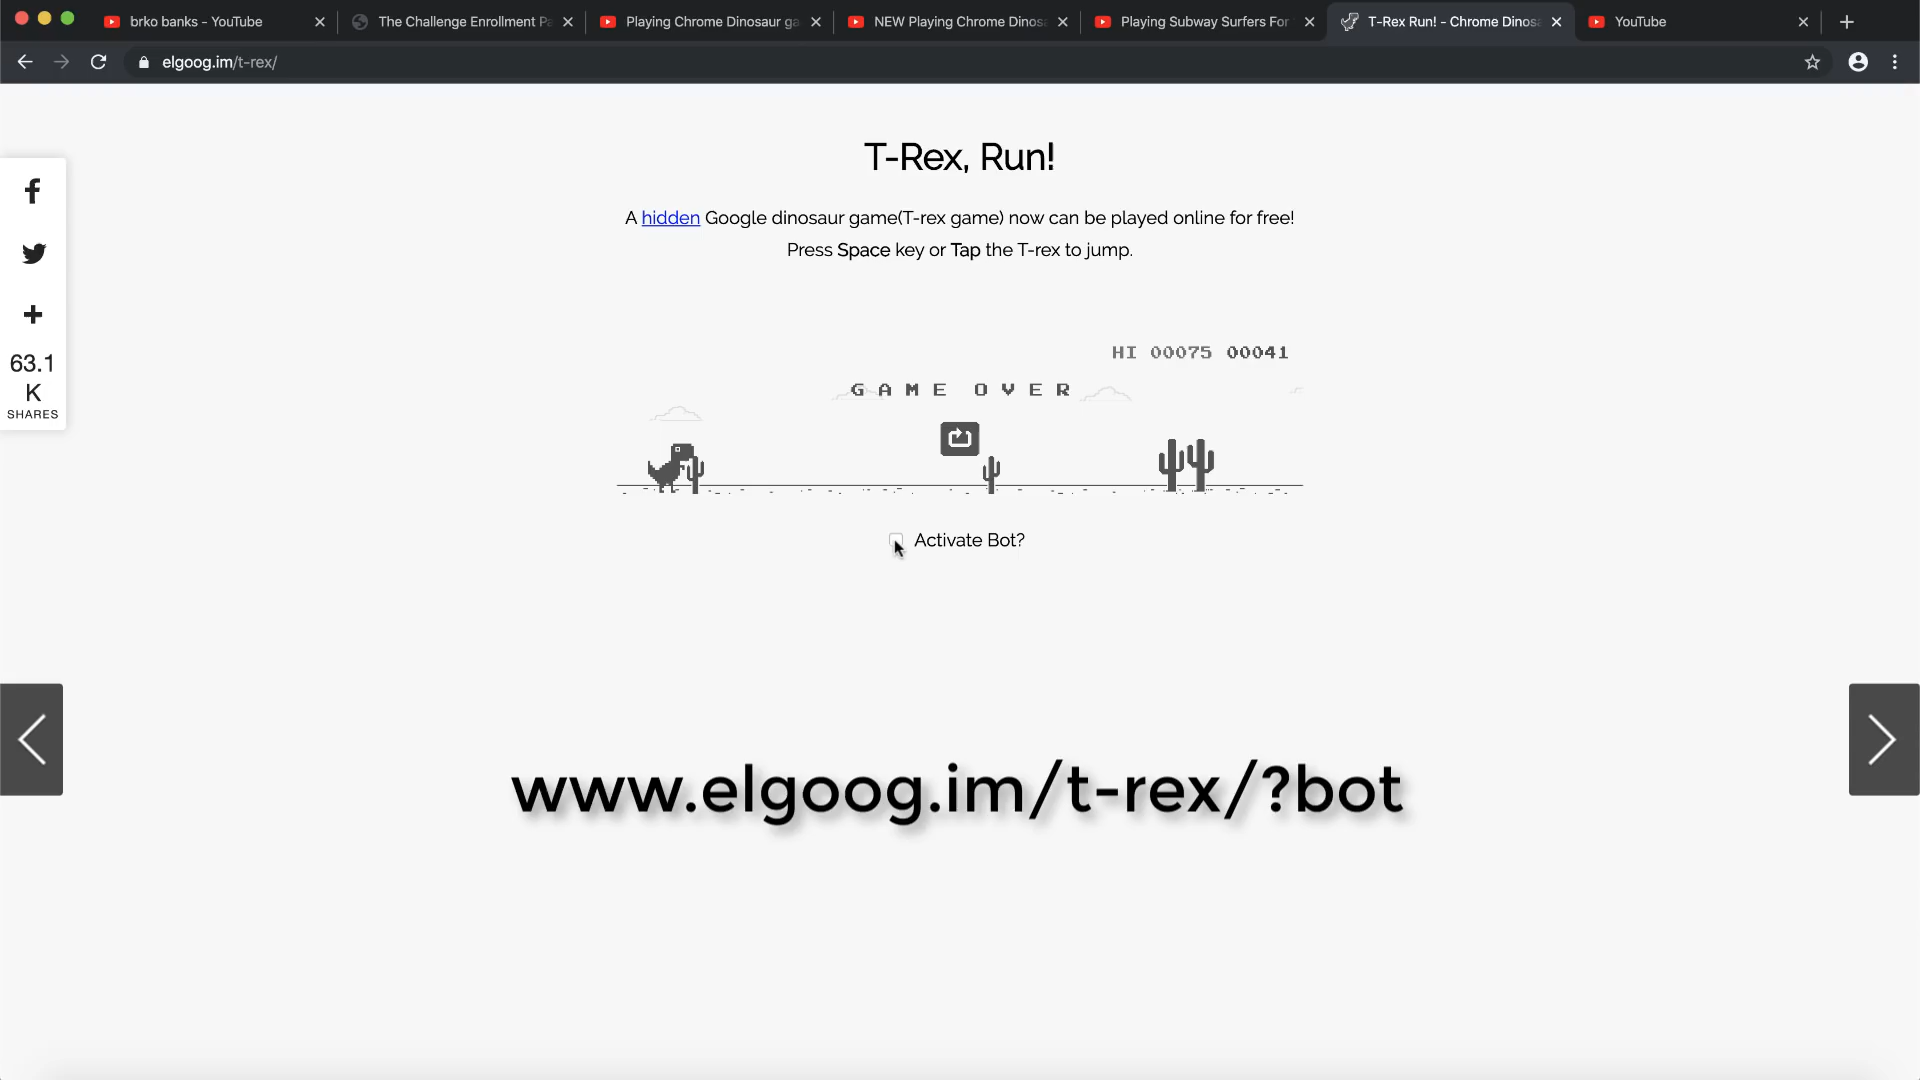 brko banks - YouTube
The Challenge Enrollment Pa
Playing Chrome Dinosaur ga
NEW Playing Chrome Dinos
Playing Subway Surfers For
T-Rex Run! - Chrome Dinosa
YouTube
elgoog.im/t-rex/
T-Rex, Run!
A hidden Google dinosaur game(T-rex game) now can be played online for free!
Press Space key or Tap the T-rex to jump.
63.1
K
SHARES
HI 00075 00041
GAME OVER
Activate Bot?
www.elgoog.im/t-rex/?bot